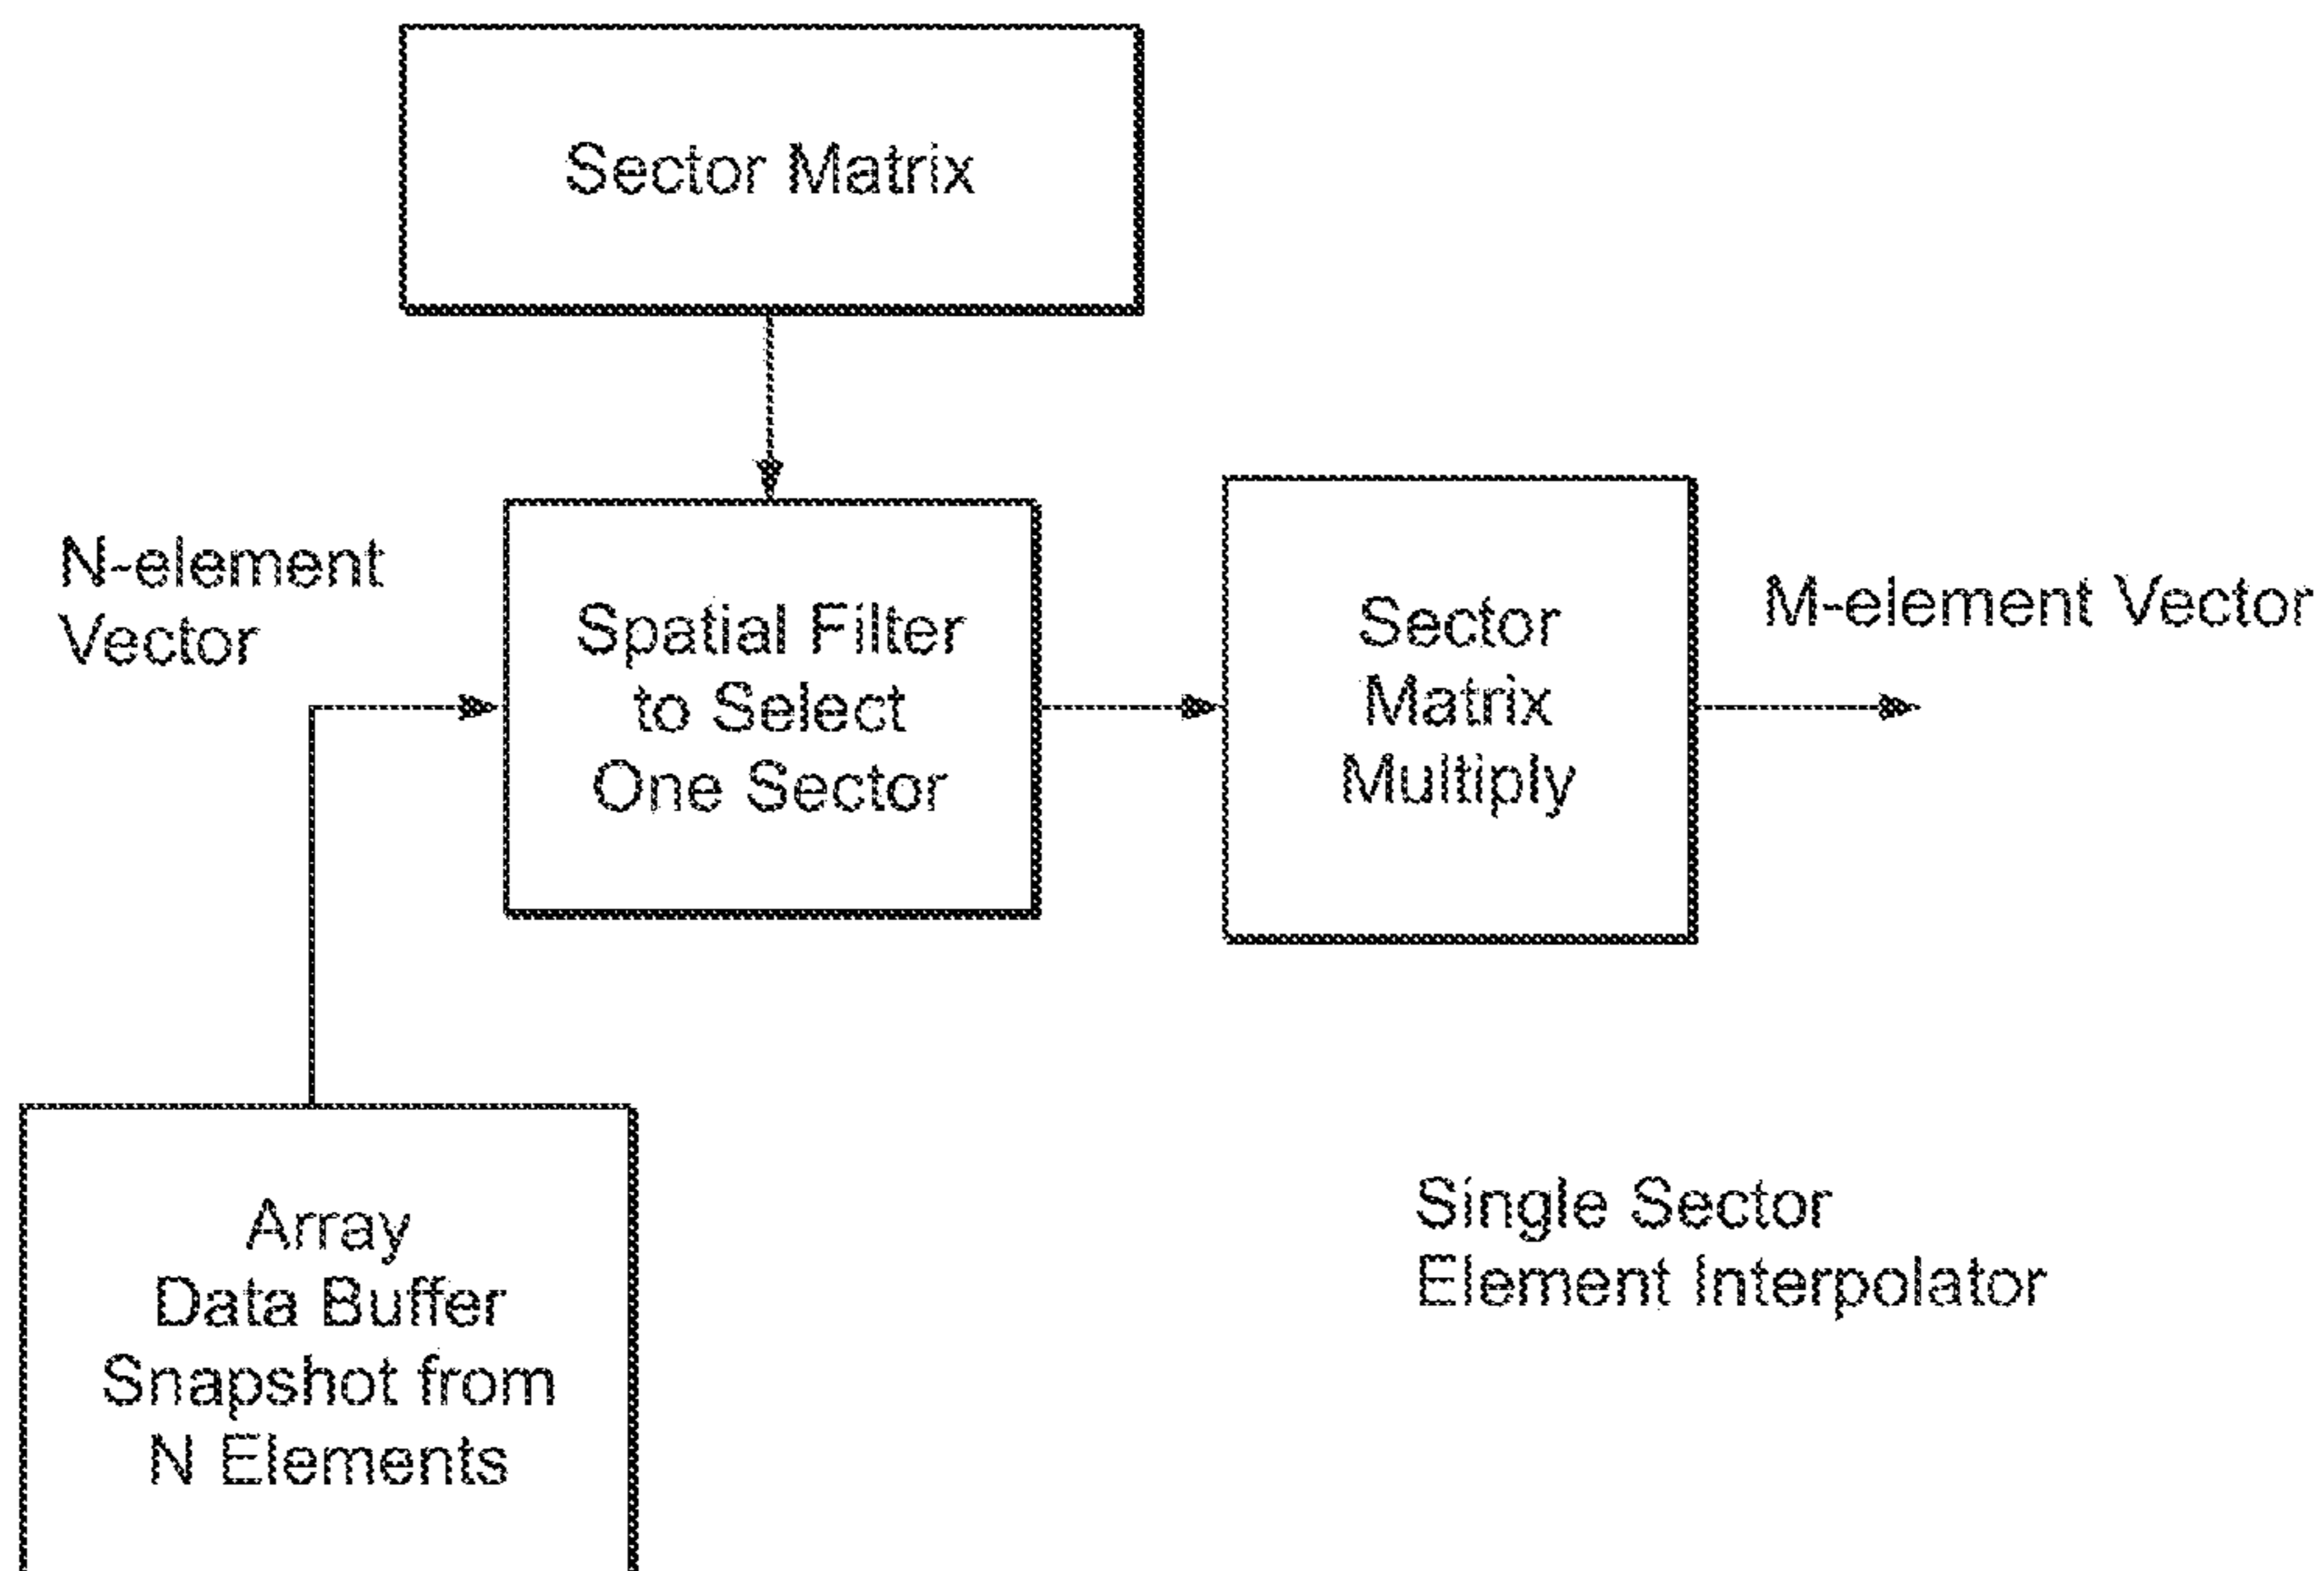 Sector Matrix
N-element
Vector
Spatial Filter
to Select
One Sector
Sector
Matrix
Multiply
M-element Vector
Array
Data Buffer
Snapshot from
N Elements
Single Sector
Element Interpolator